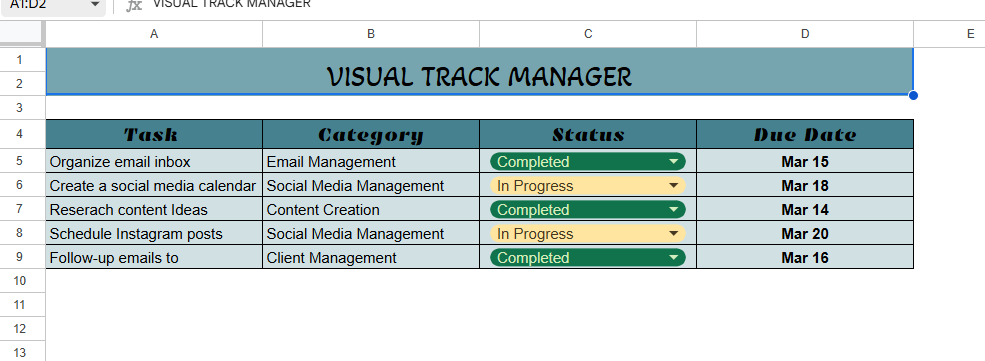 A1:D2 fx VISUAL TRACK MANAGER
A B C D E
1 VISUAL TRACK MANAGER
2
3
4 Task Category Status Due Date
5 Organize email inbox Email Management Completed Mar 15
6 Create a social media calendar Social Media Management In Progress Mar 18
7 Reserach content Ideas Content Creation Completed Mar 14
8 Schedule Instagram posts Social Media Management In Progress Mar 20
9 Follow-up emails to Client Management Completed Mar 16
10
11
12
13